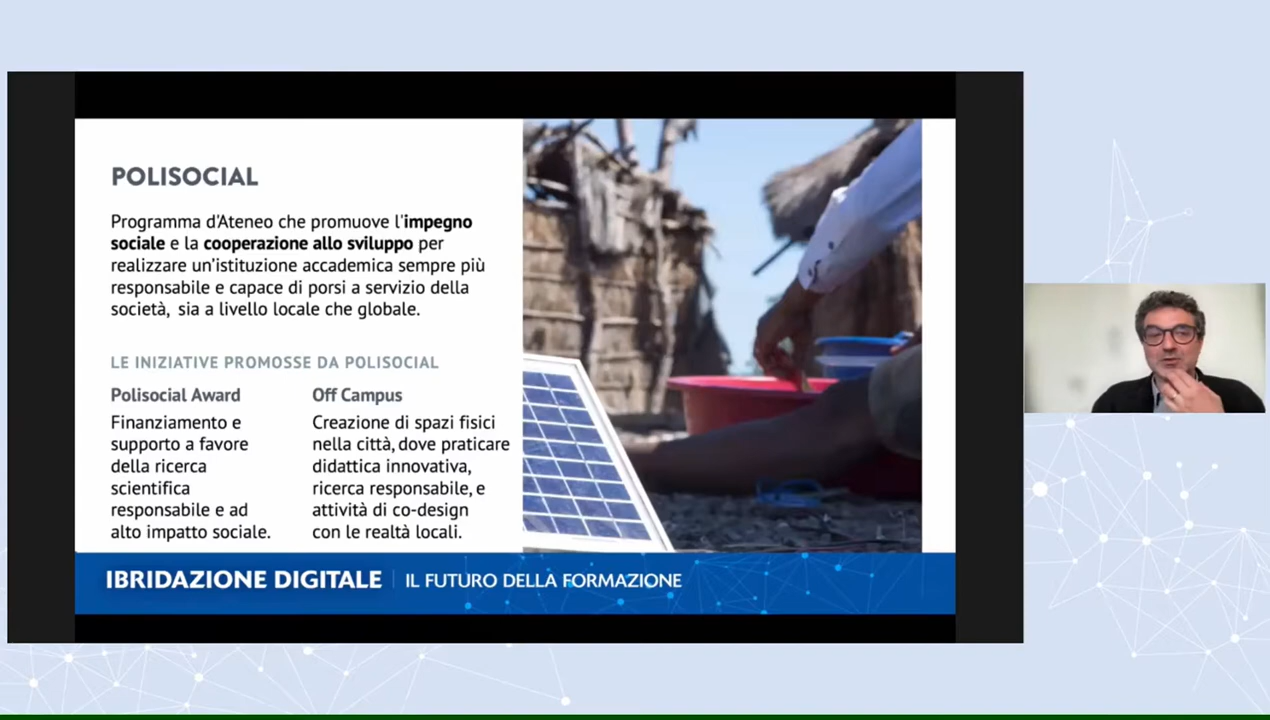 POLISOCIAL
Programma d'Ateneo che promuove l'impegno
sociale e la cooperazione allo sviluppo per
realizzare un'istituzione accademica sempre più
responsabile e capace di porsi a servizio della
società, sia a livello locale che globale.
LE INIZIATIVE PROMOSSE DA POLISOCIAL
Polisocial Award
Finanziamento e
supporto a favore
della ricerca
scientifica
responsabile e ad
alto impatto sociale.
Off Campus
Creazione di spazi fisici
nella città, dove praticare
didattica innovativa,
ricerca responsabile, e
attività di co-design
con le realtà locali.
IBRIDAZIONE DIGITALE | IL FUTURO DELLA FORMAZIONE